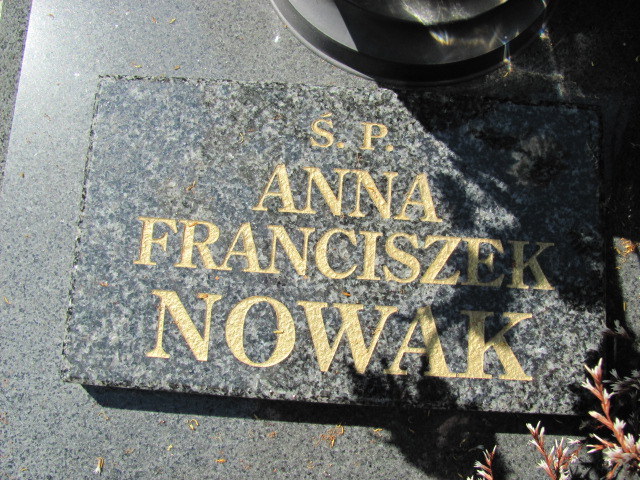 Ś. P.
ANNA
FRANCISZEK
NOWAK